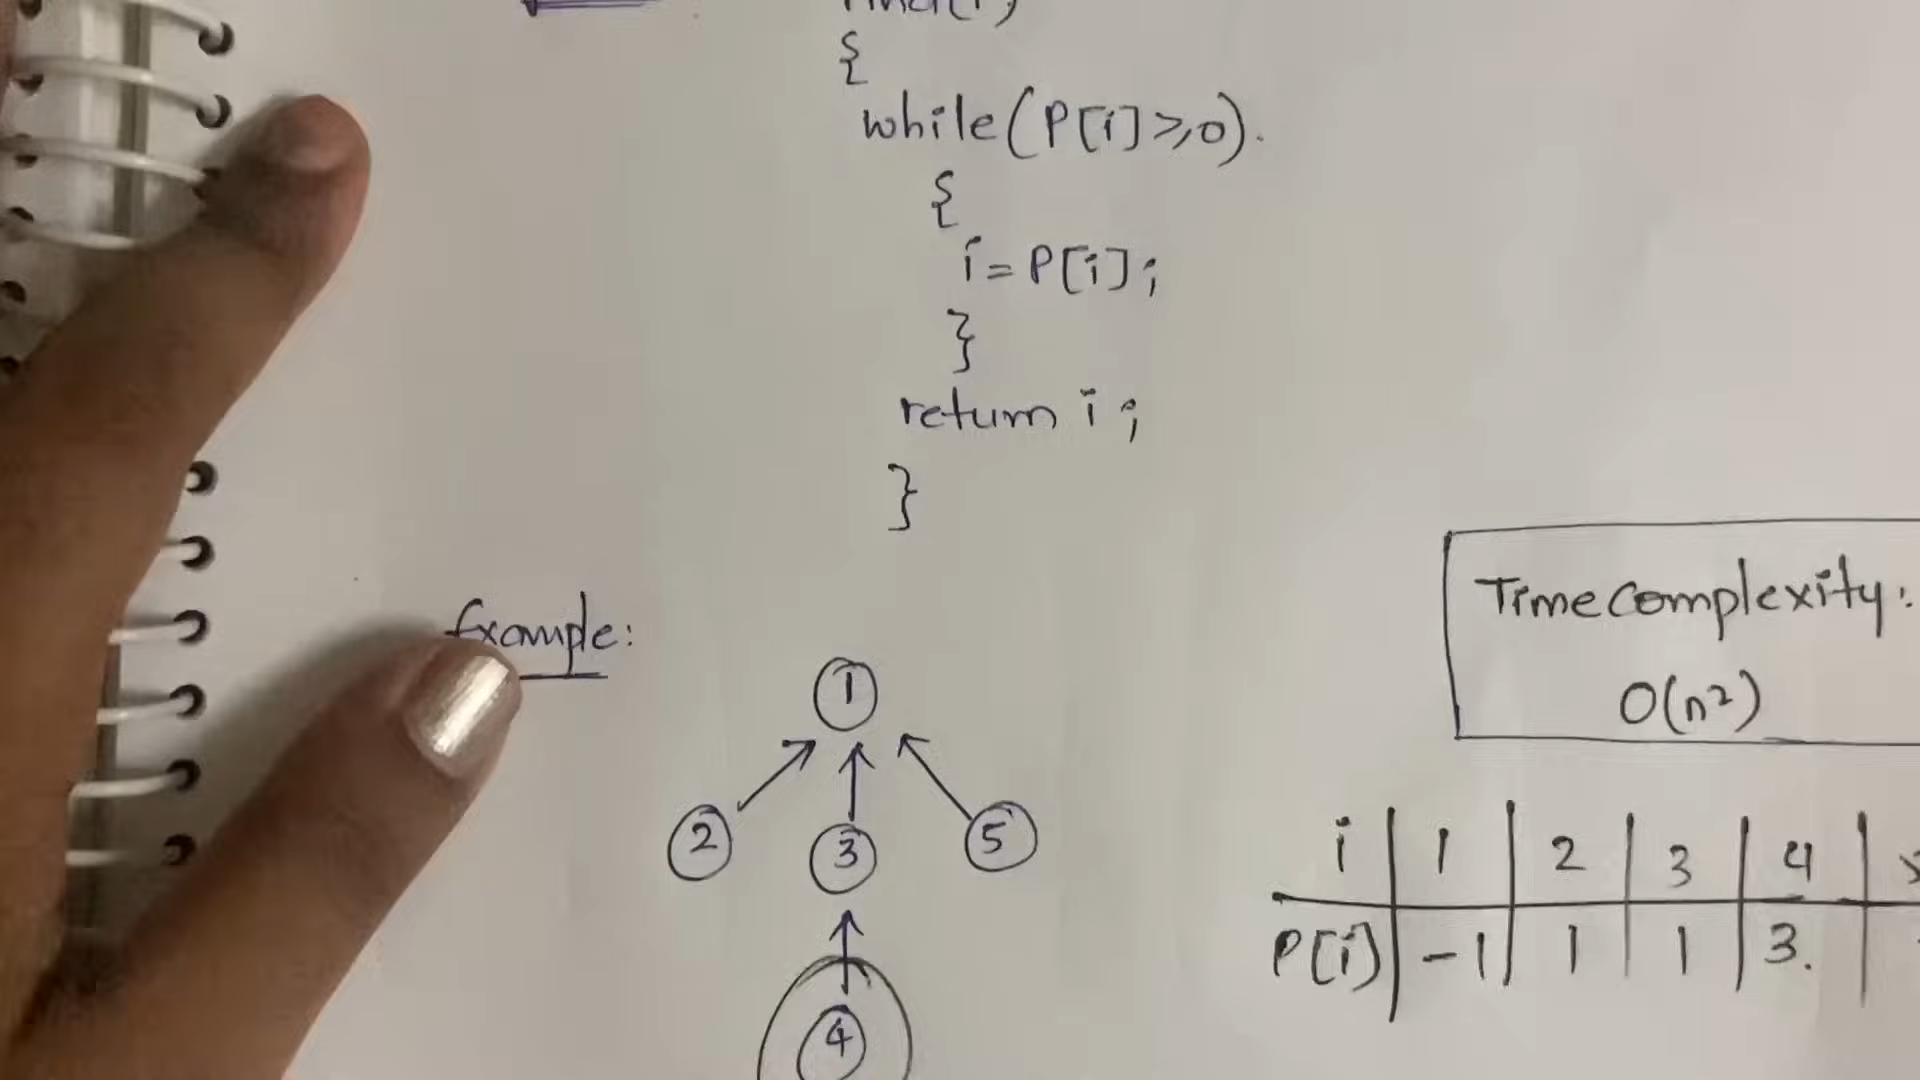 {
while(P[i]≥0).
{
i=P[i];
}
return i;
}
Example:
1
2 3 5
4
Time complexity:
O(n²)
i 1 2 3 4
P[i] -1 1 1 3.